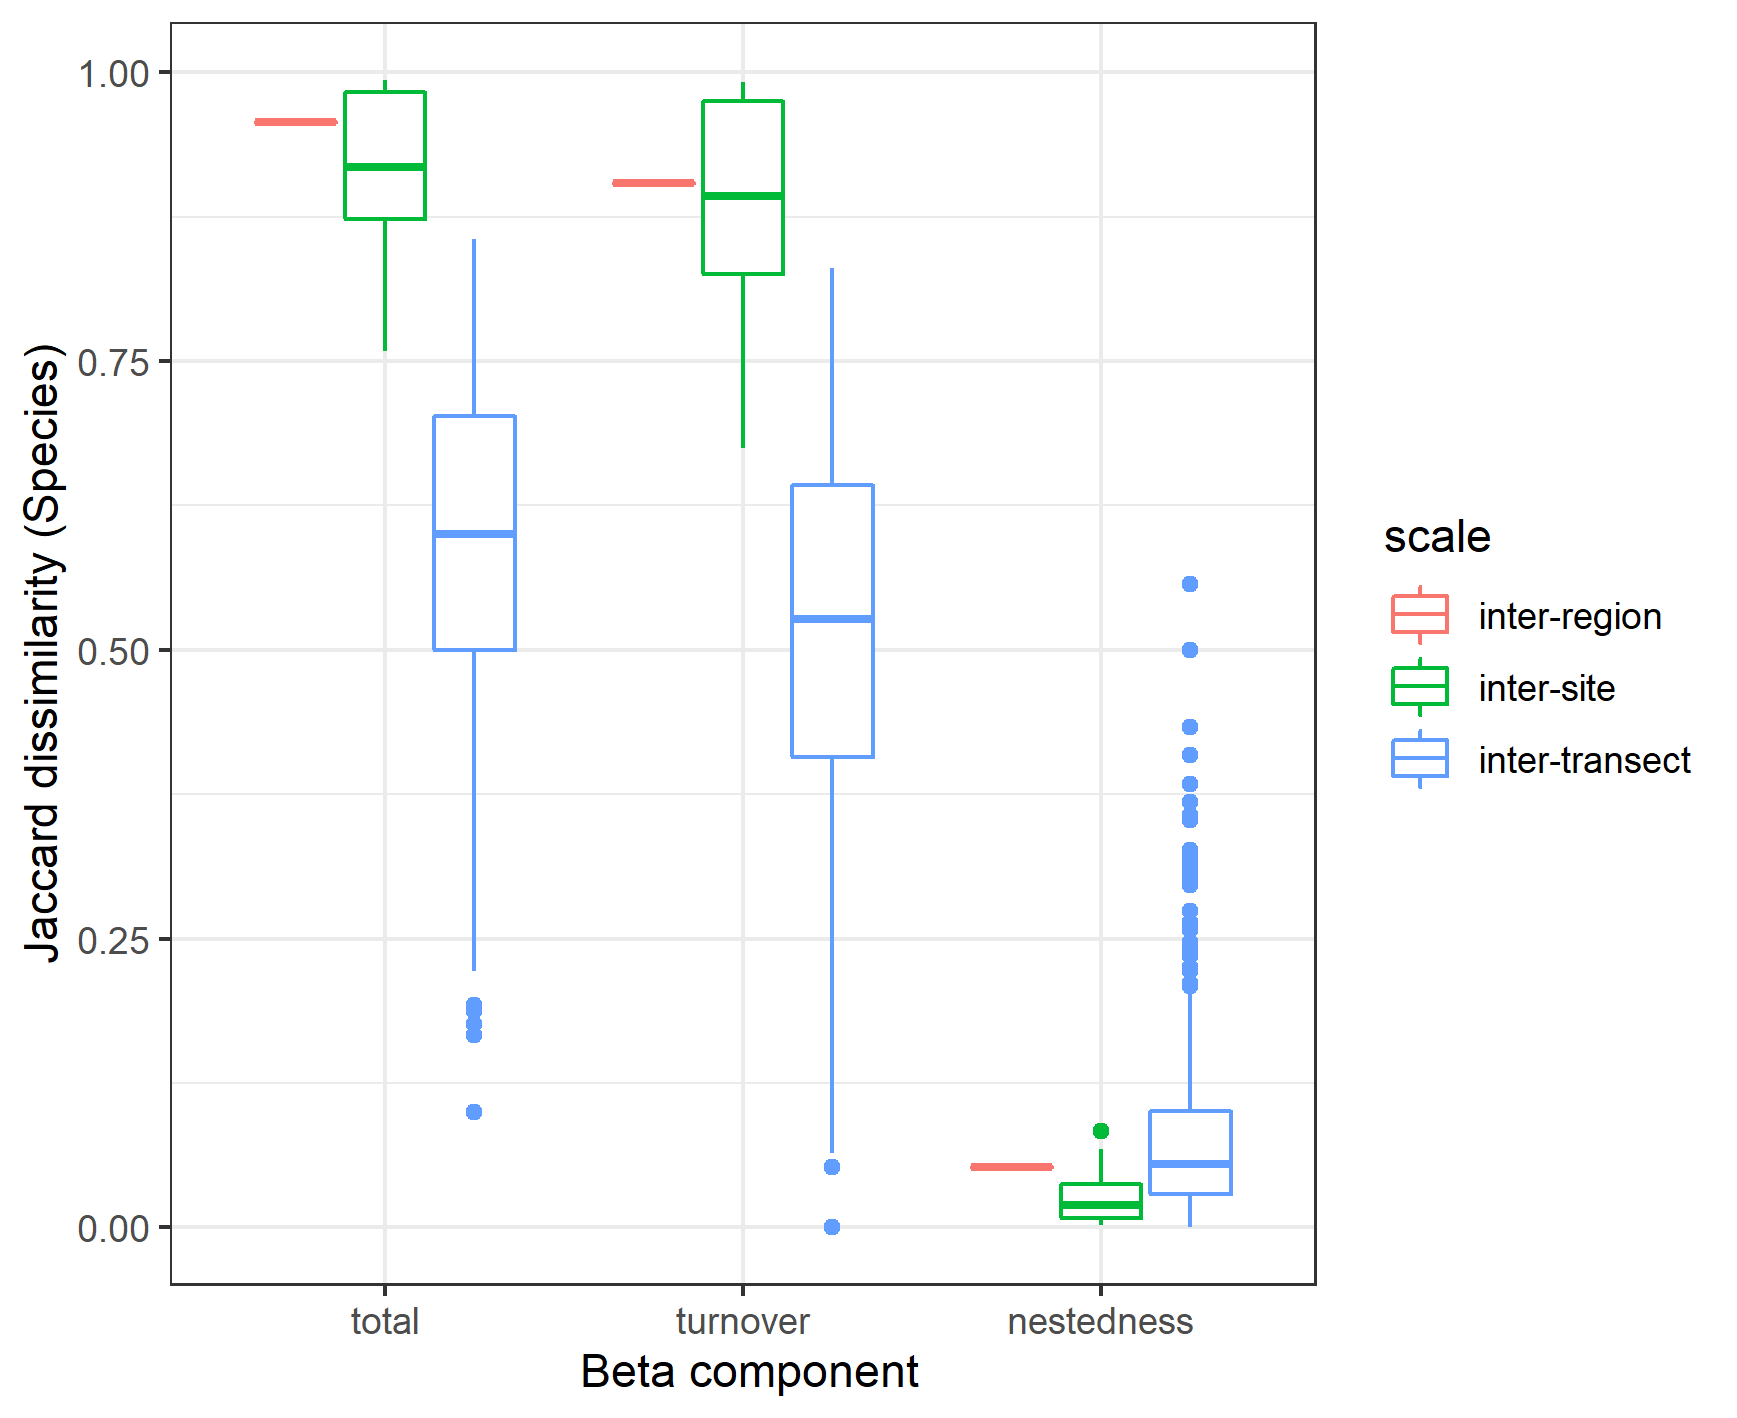 Jaccard dissimilarity (Species)
1.00
0.75
0.50
0.25
0.00
total
turnover
nestedness
Beta component
scale
inter-region
inter-site
inter-transect